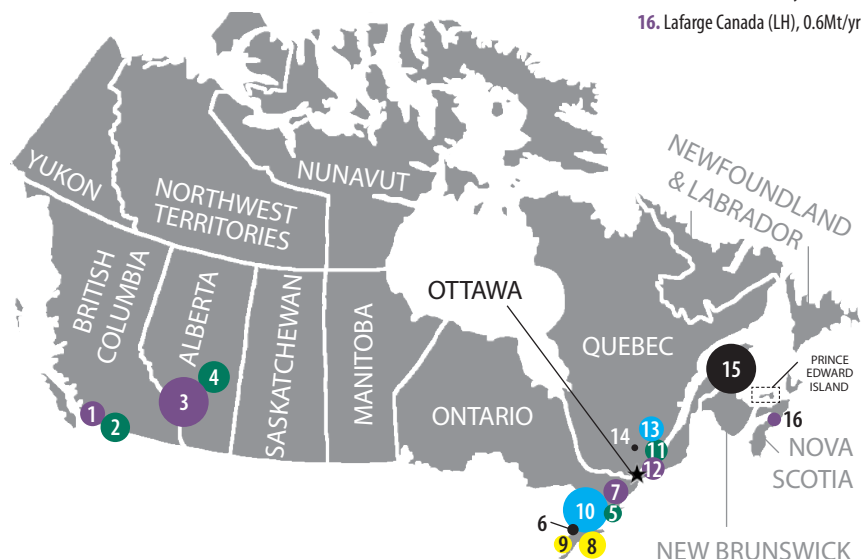 16. Lafarge Canada (LH), 0.6Mt/yr
YUKON
NORTHWEST
TERRITORIES
NUNAVUT
NEWFOUNDLAND
& LABRADOR
BRITISH
COLUMBIA
ALBERTA
SASKATCHEWAN
MANITOBA
OTTAWA
ONTARIO
QUEBEC
PRINCE
EDWARD
ISLAND
NOVA
SCOTIA
NEW BRUNSWICK
1
2
3
4
15
16
13
14
11
12
7
10
5
6
9
8